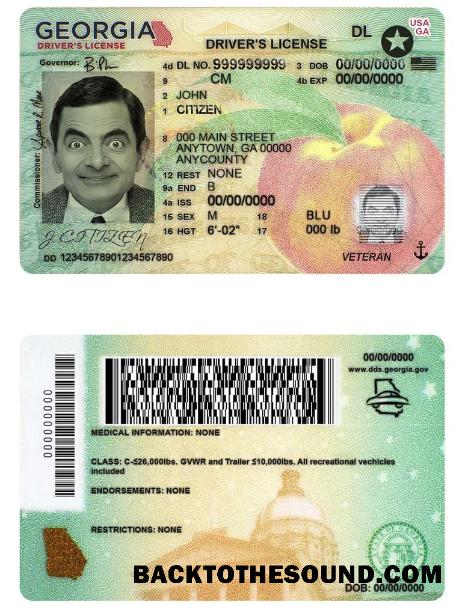 GEORGIA
DRIVER'S LICENSE
DRIVER'S LICENSE
DL
USA
GA
Governor:
4d DL NO. 999999999 3 DOB 00/00/0000
9 CM 4b EXP 00/00/0000
2 JOHN
1 CITIZEN
8 000 MAIN STREET
ANYTOWN, GA 00000
ANYCOUNTY
12 REST NONE
9a END B
4a ISS 00/00/0000
15 SEX M 18 BLU
16 HGT 6'-02" 17 000 lb
Commissioner:
J CITIZEN
DD 12345678901234567890
VETERAN
000000000
00/00/0000
www.dds.georgia.gov
MEDICAL INFORMATION: NONE
CLASS: C-≤26,000lbs. GVWR and Trailer ≤10,000lbs. All recreational vechicles
included
ENDORSEMENTS: NONE
RESTRICTIONS: NONE
BACKTOTHESOUND.COM
DOB: 00/00/0000